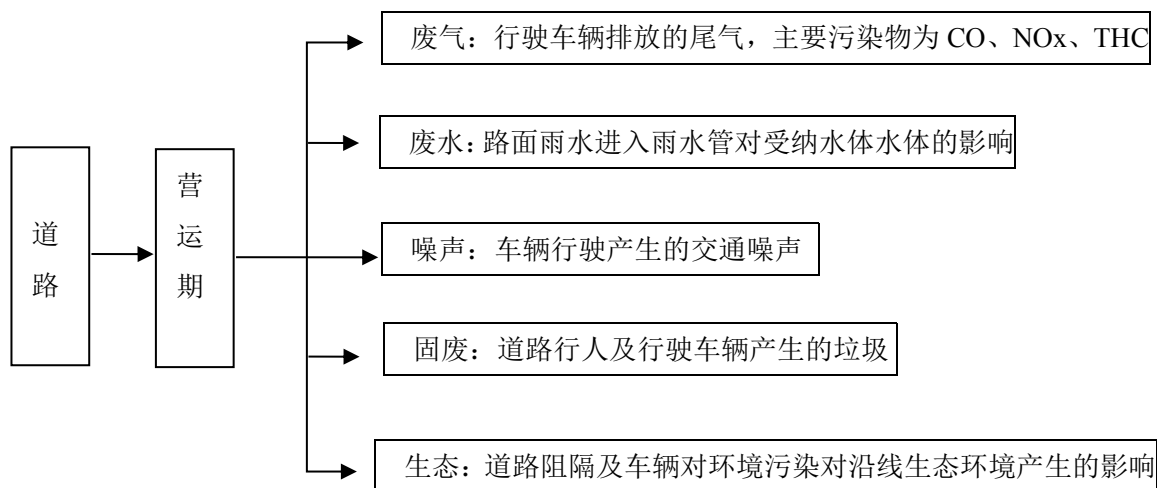 废气：行驶车辆排放的尾气，主要污染物为 CO、NOx、THC
废水：路面雨水进入雨水管对受纳水体水体的影响
道路
营运期
噪声：车辆行驶产生的交通噪声
固废：道路行人及行驶车辆产生的垃圾
生态：道路阻隔及车辆对环境污染对沿线生态环境产生的影响